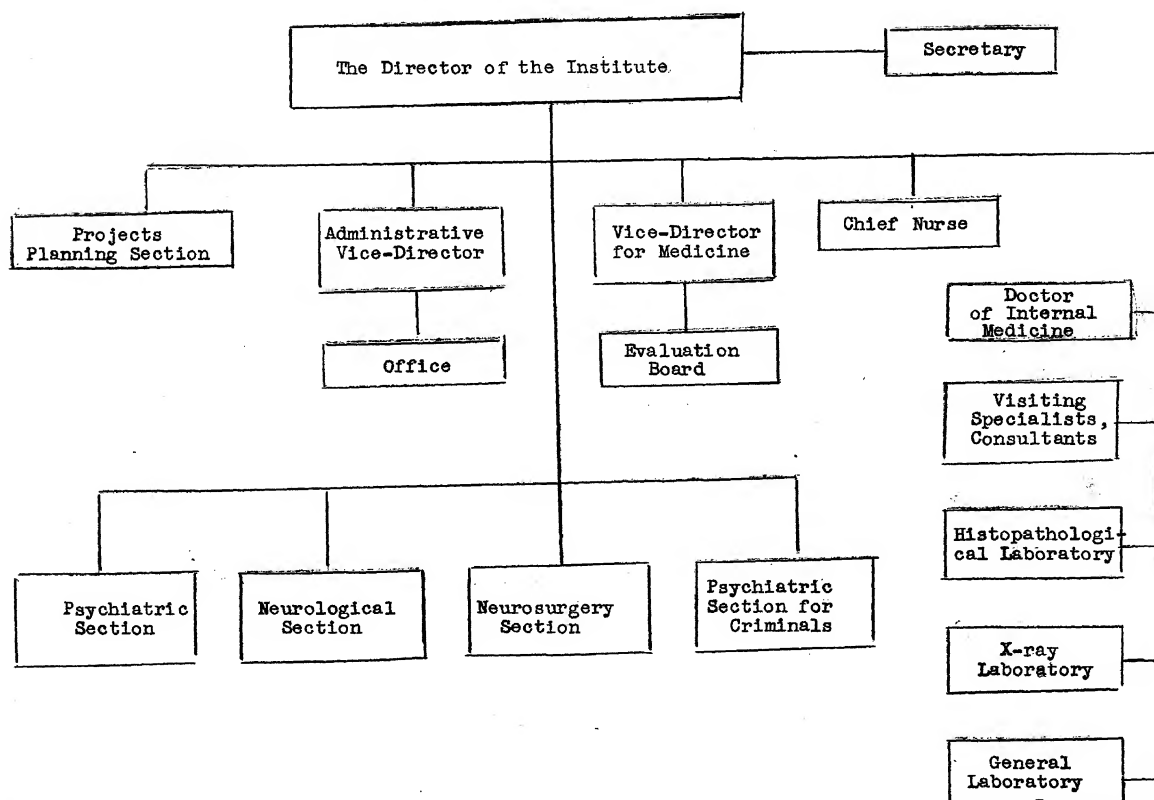 The Director of the Institute
Secretary
Projects
Planning Section
Administrative
Vice-Director
Vice-Director
for Medicine
Chief Nurse
Office
Evaluation
Board
Doctor
of Internal
Medicine
Visiting
Specialists,
Consultants
Histopathologi-
cal Laboratory
X-ray
Laboratory
General
Laboratory
Psychiatric
Section
Neurological
Section
Neurosurgery
Section
Psychiatric
Section for
Criminals